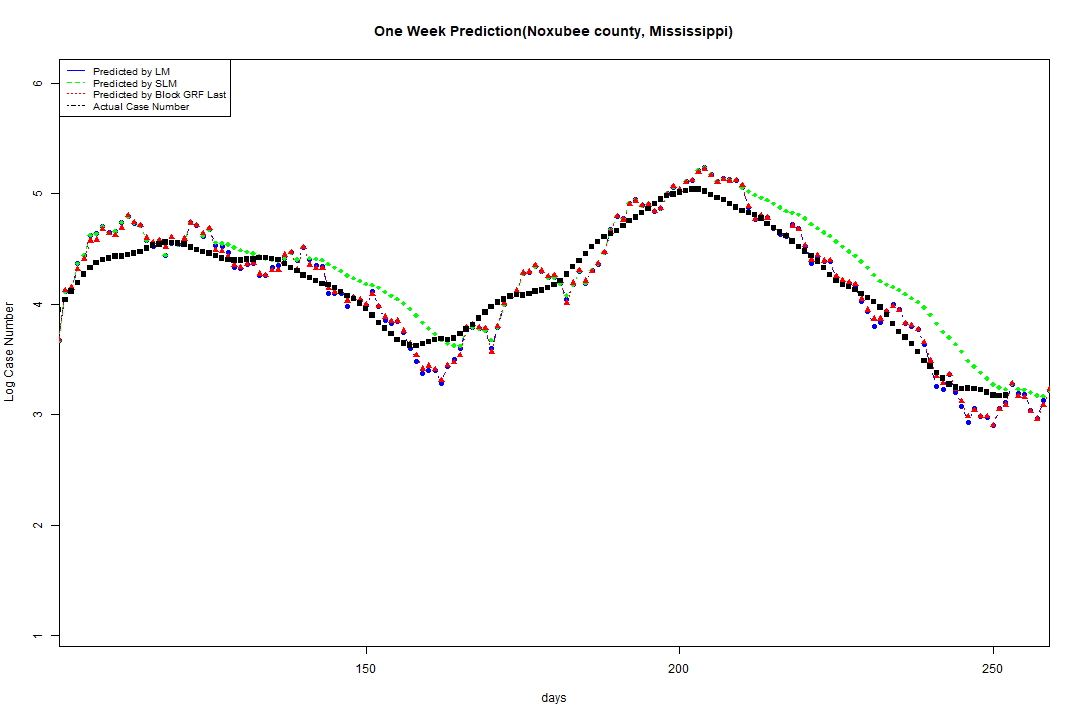 One Week Prediction(Noxubee county, Mississippi)
Predicted by LM
Predicted by SLM
Predicted by Block GRF Last
Actual Case Number
6
5
4
3
2
1
Log Case Number
150
200
250
days